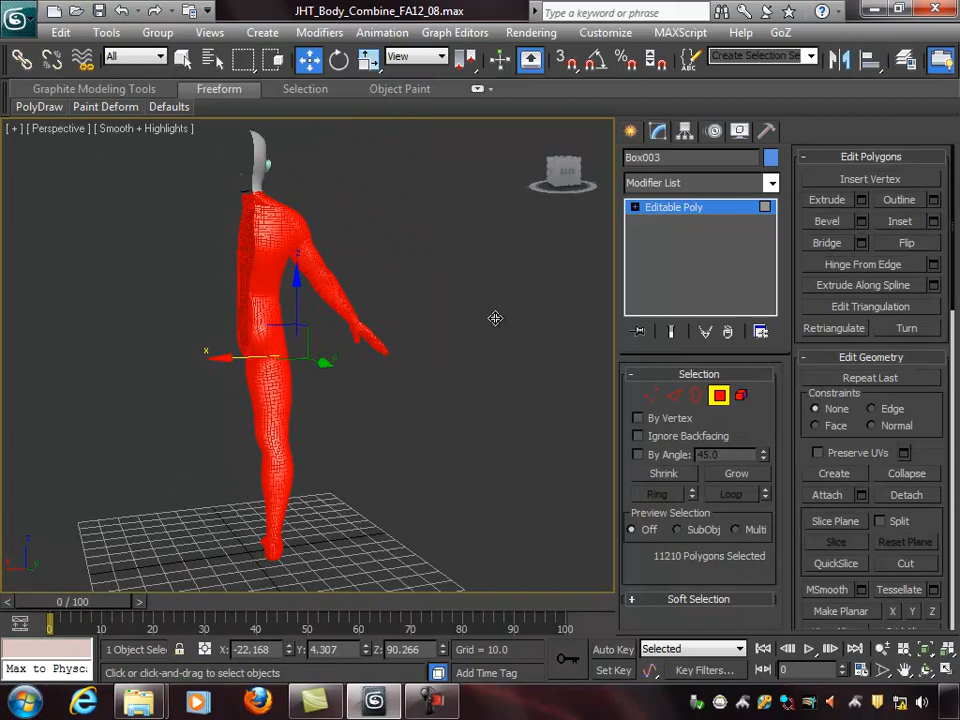 JHT_Body_Combine_FA12_08.max
Type a keyword or phrase
Edit Tools Group Views Create Modifiers Animation Graph Editors Rendering Customize MAXScript Help GoZ
All View Create Selection Se
Graphite Modeling Tools Freeform Selection Object Paint
PolyDraw Paint Deform Defaults
[ + ] [ Perspective ] [ Smooth + Highlights ]
BACK
Box003
Modifier List
Editable Poly
Selection
By Vertex
Ignore Backfacing
By Angle: 45.0
Shrink Grow
Ring Loop
Preview Selection
Off SubObj Multi
11210 Polygons Selected
Soft Selection
Edit Polygons
Insert Vertex
Extrude Outline
Bevel Inset
Bridge Flip
Hinge From Edge
Extrude Along Spline
Edit Triangulation
Retriangulate Turn
Edit Geometry
Repeat Last
Constraints
None Edge
Face Normal
Preserve UVs
Create Collapse
Attach Detach
Slice Plane Split
Slice Reset Plane
QuickSlice Cut
MSmooth Tessellate
Make Planar X Y Z
x
z
z
y
x
0 / 100
0 10 20 30 40 50 60 70 80 90 100
1 Object Selec X: -22.168 Y: 4.307 Z: 90.266 Grid = 10.0 Auto Key Selected
Max to Physc Click or click-and-drag to select objects Add Time Tag Set Key Key Filters... 0